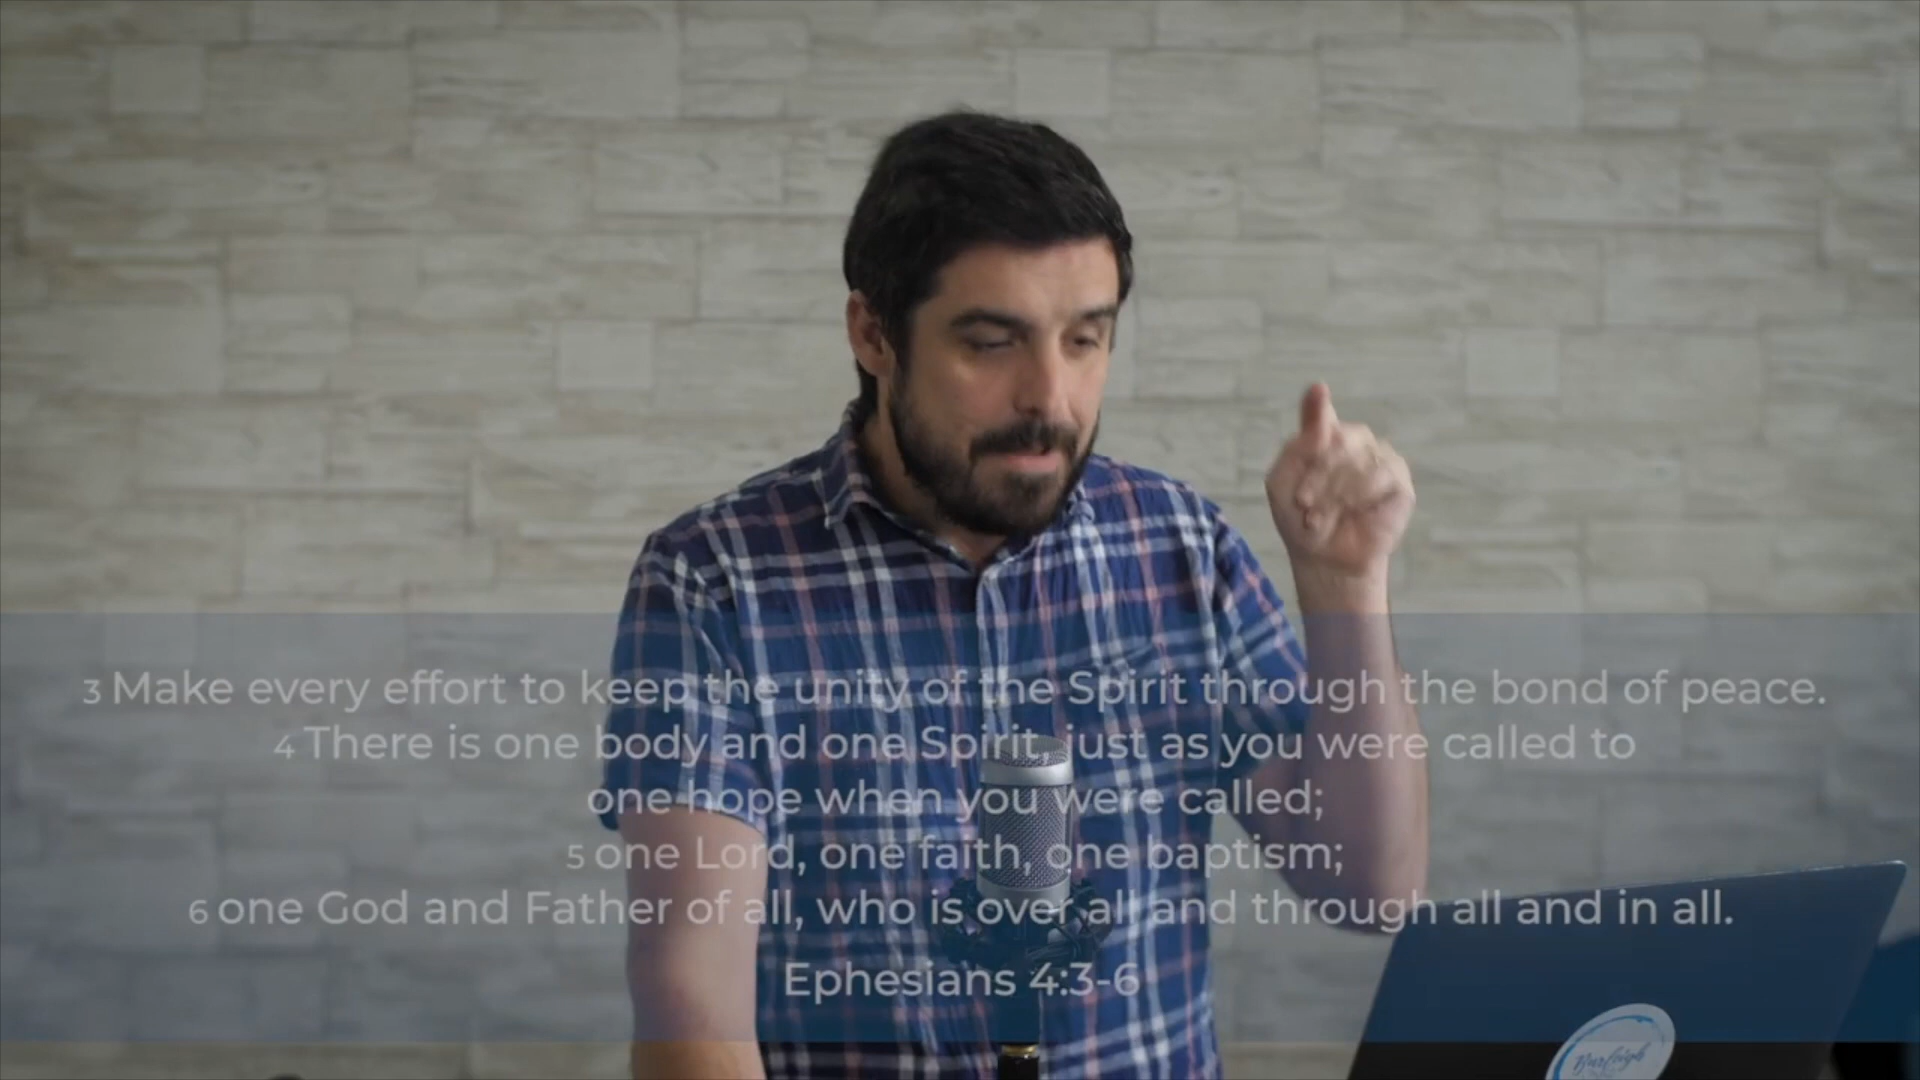 3 Make every effort to keep the unity of the Spirit through the bond of peace.
4 There is one body and one Spirit, just as you were called to
one hope when you were called;
5 one Lord, one faith, one baptism;
6 one God and Father of all, who is over all and through all and in all.
Ephesians 4:3-6
Burleigh